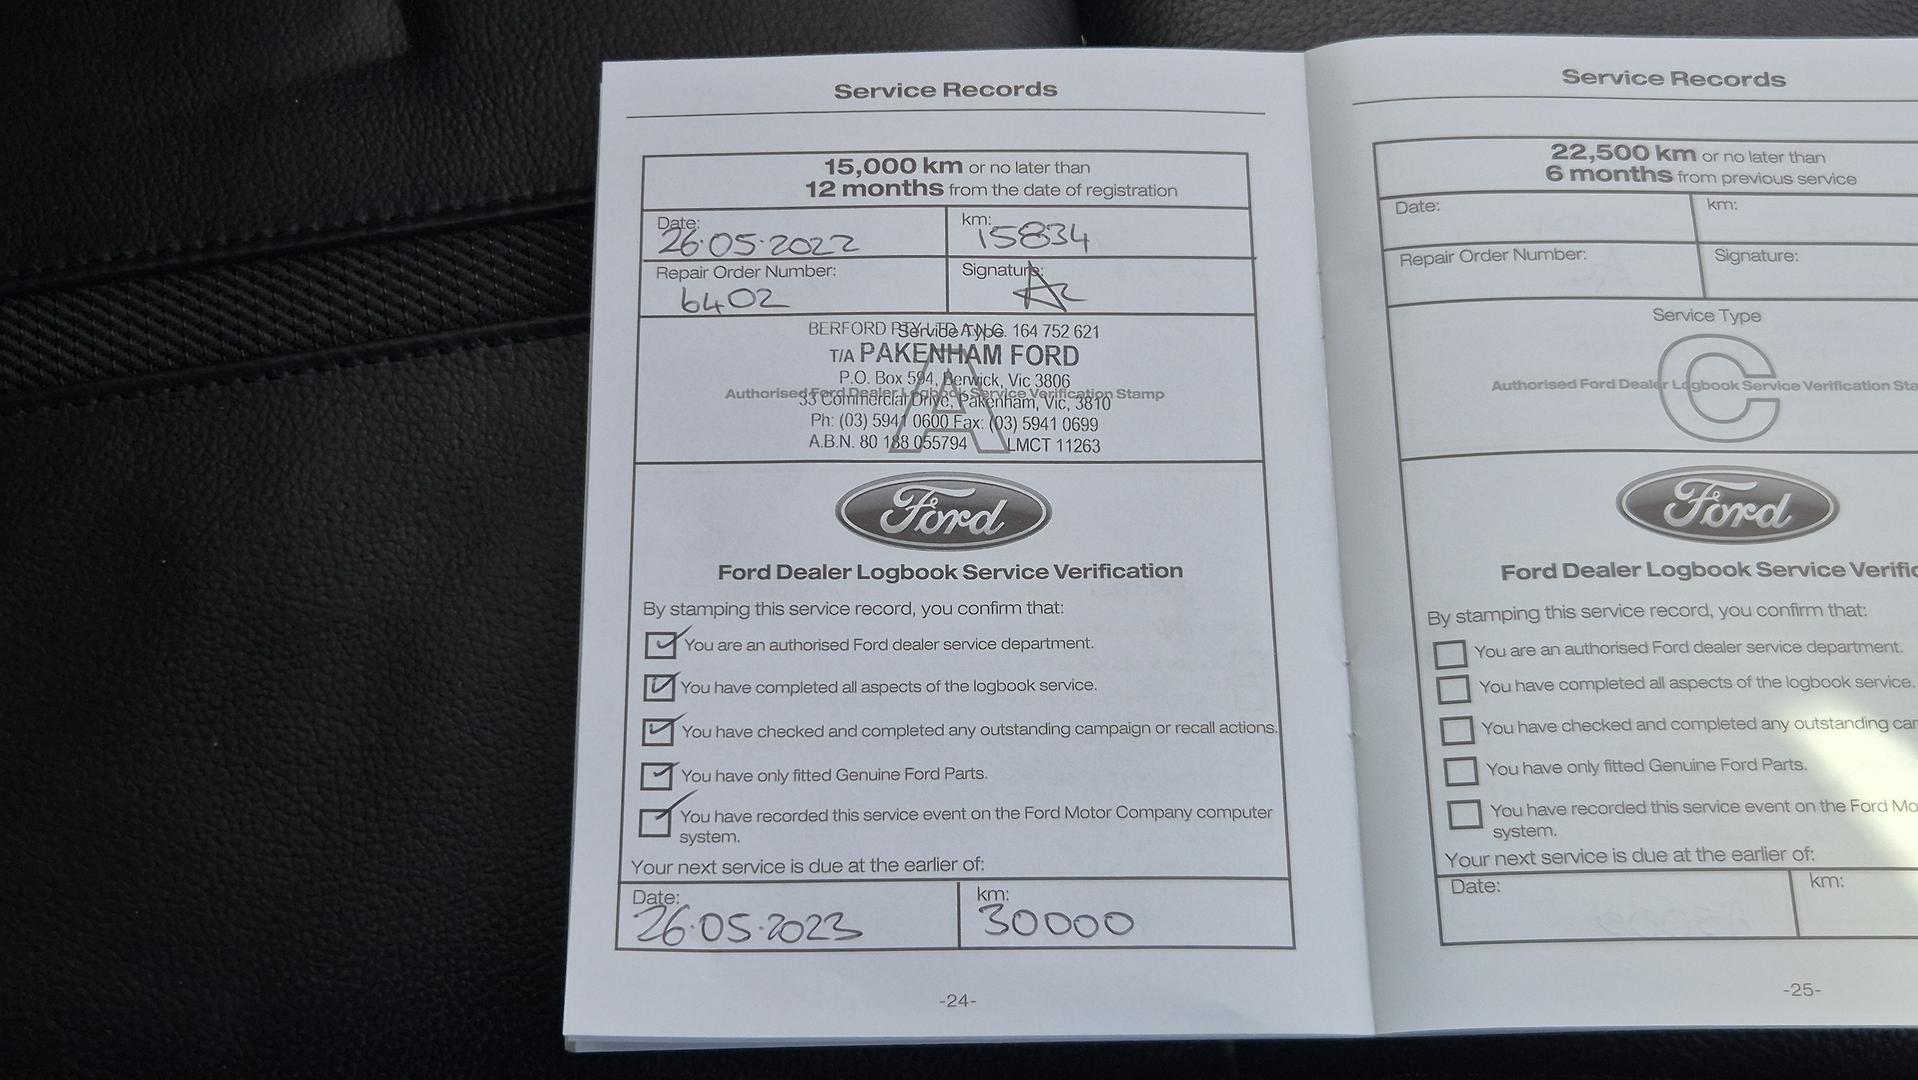 Service Records
15,000 km or no later than
12 months from the date of registration
Date:
26.05.2022
km:
15834
Repair Order Number:
6402
Signature:
BERFORD PTY LTD A.N.C. 164 752 621
Service Type
T/A PAKENHAM FORD
A
P.O. Box 594, Berwick, Vic 3806
Authorised Ford Dealer Logbook Service Verification Stamp
33 Commercial Drive, Pakenham, Vic, 3810
Ph: (03) 5941 0600 Fax: (03) 5941 0699
A.B.N. 80 188 055794 LMCT 11263
Ford
Ford Dealer Logbook Service Verification
By stamping this service record, you confirm that:
You are an authorised Ford dealer service department.
You have completed all aspects of the logbook service.
You have checked and completed any outstanding campaign or recall actions.
You have only fitted Genuine Ford Parts.
You have recorded this service event on the Ford Motor Company computer
system.
Your next service is due at the earlier of:
Date:
26.05.2023
km:
30000
-24-
Service Records
22,500 km or no later than
6 months from previous service
Date:
km:
Repair Order Number:
Signature:
Service Type
C
Authorised Ford Dealer Logbook Service Verification Sta
Ford
Ford Dealer Logbook Service Verific
By stamping this service record, you confirm that:
You are an authorised Ford dealer service department.
You have completed all aspects of the logbook service.
You have checked and completed any outstanding car
You have only fitted Genuine Ford Parts.
You have recorded this service event on the Ford Mo
system.
Your next service is due at the earlier of:
Date:
km:
-25-